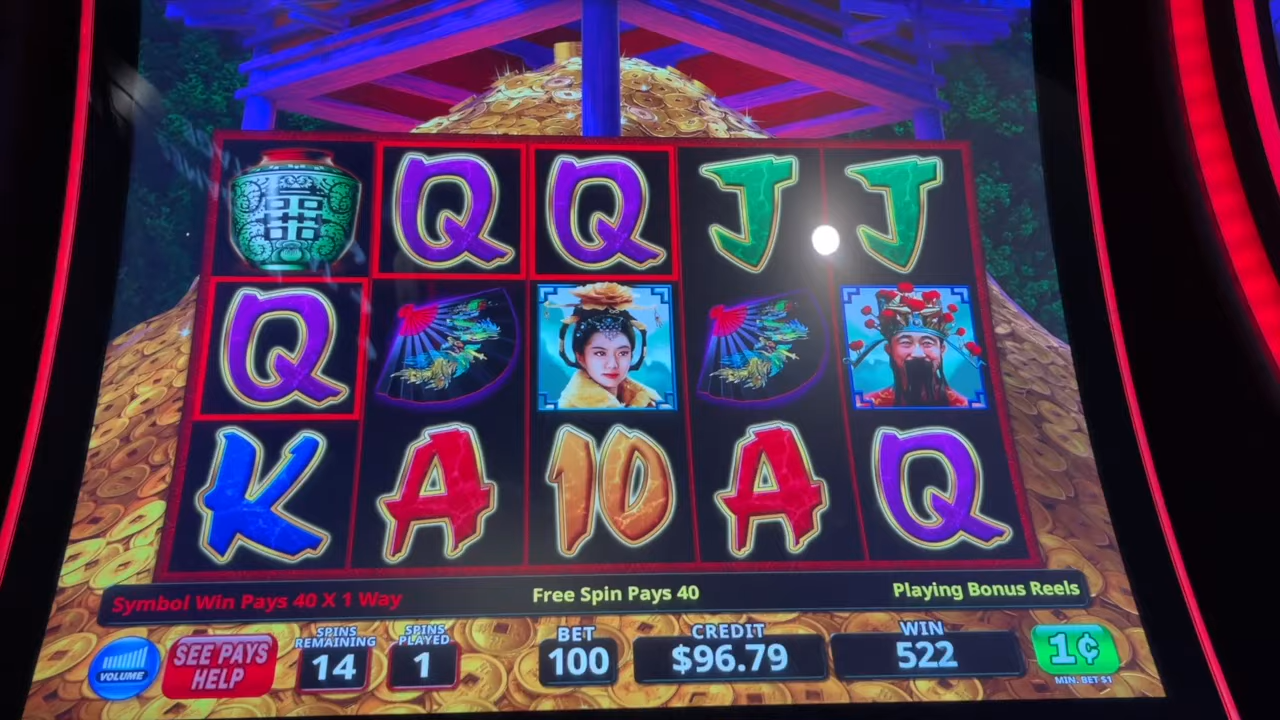 Q Q J J
Q
K A 10 A Q
Symbol Win Pays 40 X 1 Way
Free Spin Pays 40
Playing Bonus Reels
VOLUME
SEE PAYS
HELP
SPINS
REMAINING
14
SPINS
PLAYED
1
BET
100
CREDIT
$96.79
WIN
522
1¢
MIN. BET $1